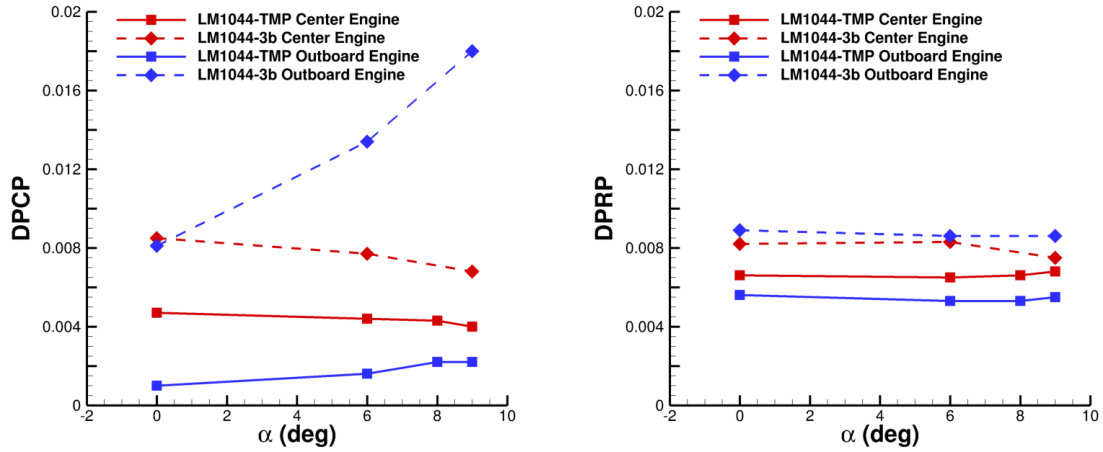 LM1044-TMP Center Engine
LM1044-3b Center Engine
LM1044-TMP Outboard Engine
LM1044-3b Outboard Engine
0.02
0.016
0.012
0.008
0.004
0
-2
0
2
4
6
8
10
DPCP
α (deg)
LM1044-TMP Center Engine
LM1044-3b Center Engine
LM1044-TMP Outboard Engine
LM1044-3b Outboard Engine
0.02
0.016
0.012
0.008
0.004
0
-2
0
2
4
6
8
10
DPRP
α (deg)